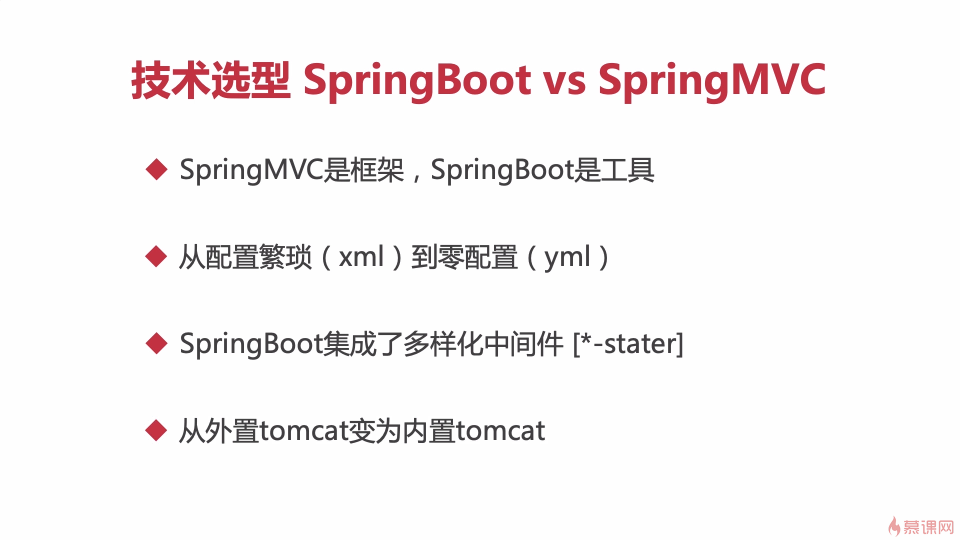 技术选型 SpringBoot vs SpringMVC
SpringMVC是框架，SpringBoot是工具
从配置繁琐（xml）到零配置（yml）
SpringBoot集成了多样化中间件 [*-stater]
从外置tomcat变为内置tomcat
慕课网